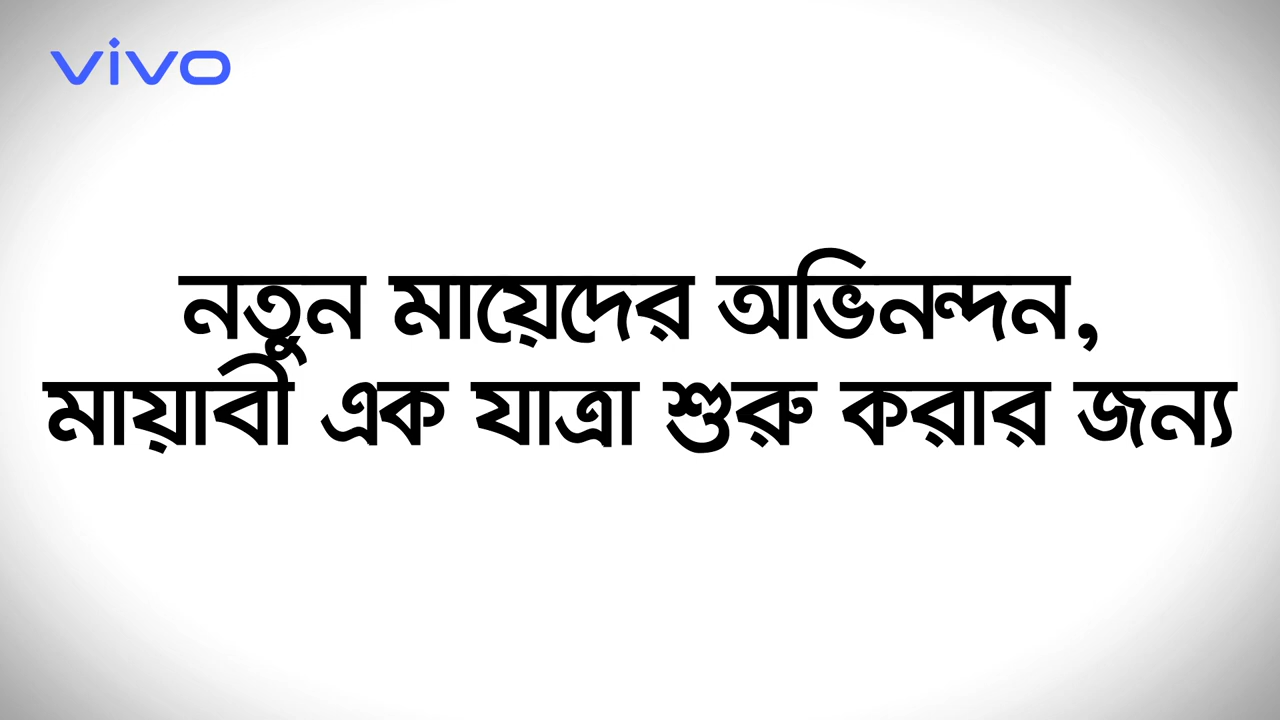 vivo
নতুন মায়েদের অভিনন্দন,
মায়াবী এক যাত্রা শুরু করার জন্য